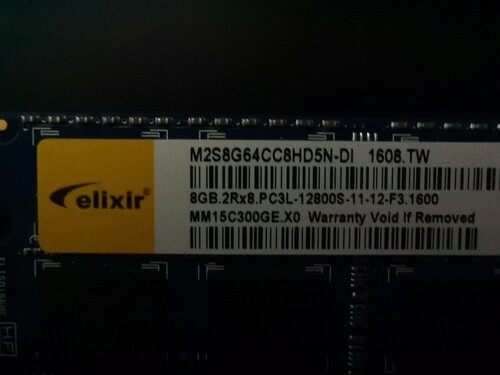 M2S8G64CC8HD5N-DI 1608.TW
elixir®
8GB.2Rx8.PC3L-12800S-11-12-F3.1600
MM15C300GE.X0 Warranty Void If Removed
HF